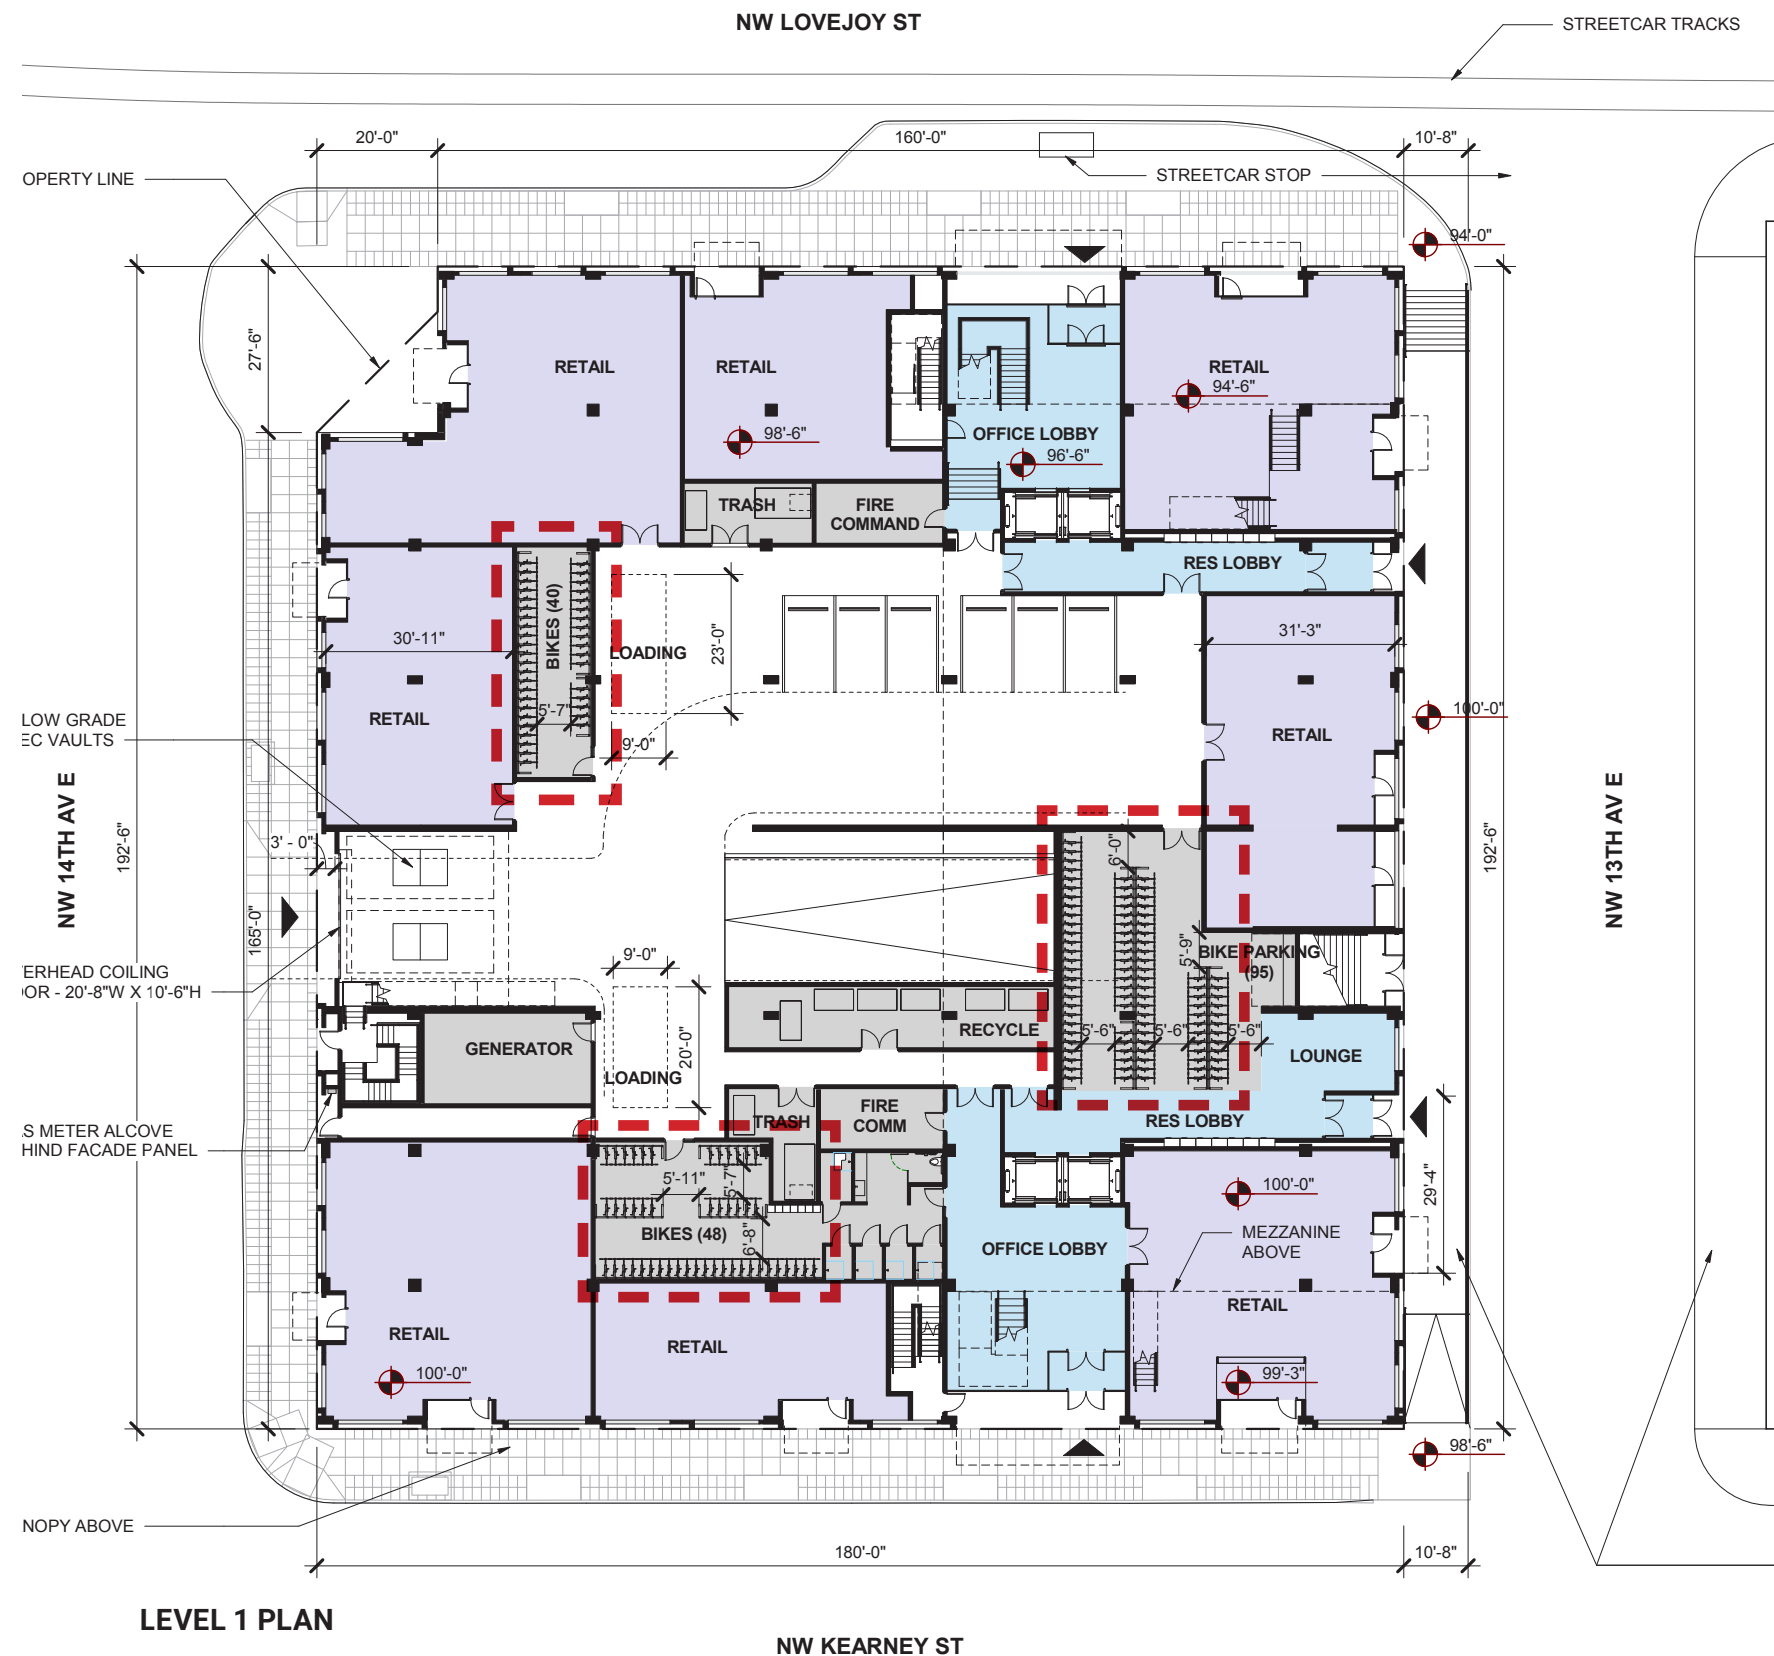 NW LOVEJOY ST
STREETCAR TRACKS
20'-0"
160'-0"
10'-8"
OPERTY LINE
STREETCAR STOP
94'-0"
27'-6"
RETAIL
RETAIL
RETAIL
94'-6"
98'-6"
OFFICE LOBBY
96'-6"
TRASH
FIRE
COMMAND
RES LOBBY
BIKES (40)
30'-11"
LOADING
23'-0"
31'-3"
5'-7"
9'-0"
RETAIL
RETAIL
100'-0"
LOW GRADE
EC VAULTS
NW 14TH AV E
192'-6"
3' - 0"
165'-0"
6'-0"
192'-6"
NW 13TH AV E
ERHEAD COILING
OR - 20'-8"W X 10'-6"H
9'-0"
5'-9"
BIKE PARKING
(95)
GENERATOR
LOADING
20'-0"
RECYCLE
5'-6"
5'-6"
5'-6"
LOUNGE
S METER ALCOVE
HIND FACADE PANEL
TRASH
FIRE
COMM
RES LOBBY
5'-11"
5'-7"
BIKES (48)
6'-8"
OFFICE LOBBY
100'-0"
29'-4"
MEZZANINE
ABOVE
RETAIL
RETAIL
RETAIL
100'-0"
99'-3"
98'-6"
NOPY ABOVE
180'-0"
10'-8"
LEVEL 1 PLAN
NW KEARNEY ST